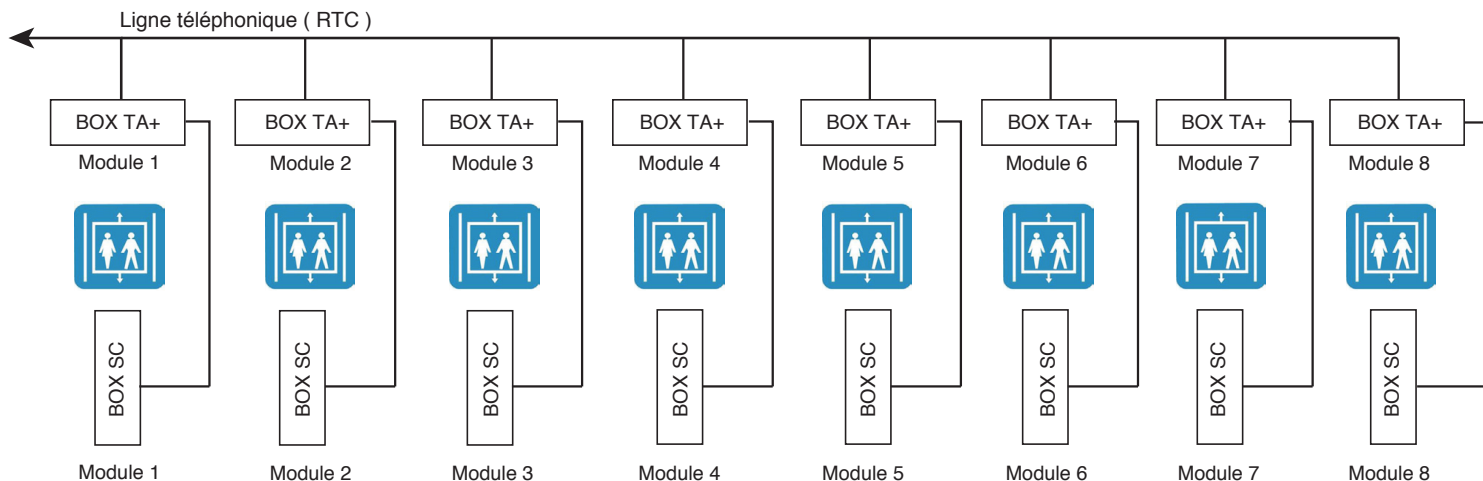 Ligne téléphonique ( RTC )
BOX TA+ BOX TA+ BOX TA+ BOX TA+ BOX TA+ BOX TA+ BOX TA+ BOX TA+
Module 1 Module 2 Module 3 Module 4 Module 5 Module 6 Module 7 Module 8
BOX SC BOX SC BOX SC BOX SC BOX SC BOX SC BOX SC BOX SC
Module 1 Module 2 Module 3 Module 4 Module 5 Module 6 Module 7 Module 8